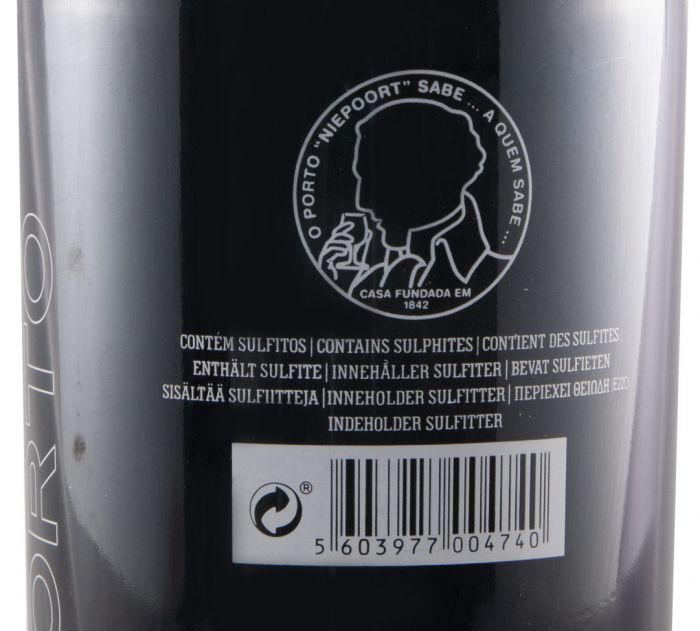 O PORTO "NIEPOORT" SABE... A QUEM SABE...
CASA FUNDADA EM
1842
CONTÉM SULFITOS | CONTAINS SULPHITES | CONTIENT DES SULFITES
ENTHÄLT SULFITE | INNEHÅLLER SULFITER | BEVAT SULFIETEN
SISÄLTÄÄ SULFIITTEJA | INNEHOLDER SULFITTER | ΠΕΡΙΕΧΕΙ ΘΕΙΩΔΗ (E220)
INDEHOLDER SULFITTER
®
5 603977 004740
ORTO